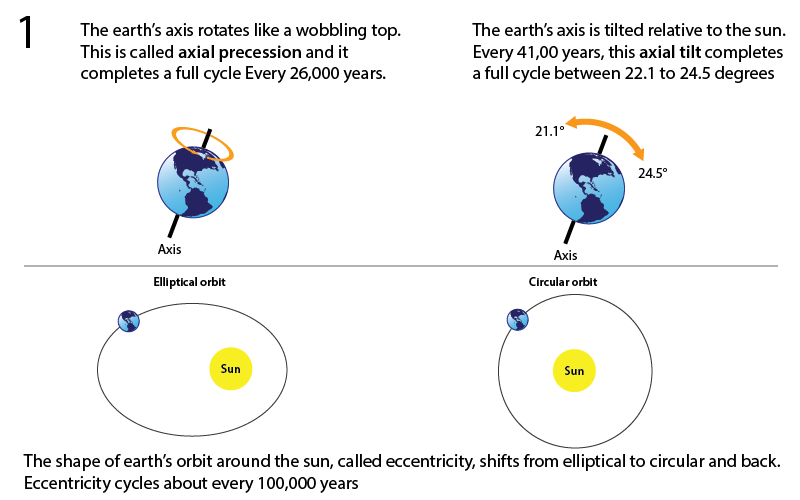 1
The earth's axis rotates like a wobbling top.
This is called axial precession and it
completes a full cycle Every 26,000 years.
The earth's axis is tilted relative to the sun.
Every 41,00 years, this axial tilt completes
a full cycle between 22.1 to 24.5 degrees
21.1°
24.5°
Axis
Axis
Elliptical orbit
Circular orbit
Sun
Sun
The shape of earth's orbit around the sun, called eccentricity, shifts from elliptical to circular and back.
Eccentricity cycles about every 100,000 years